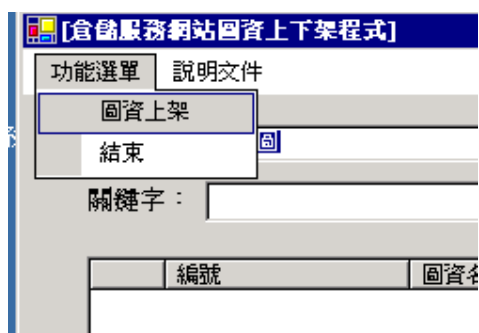 [倉儲服務網站圖資上下架程式]
功能選單 說明文件
圖資上架
結束
圖
關鍵字：
編號 圖資名